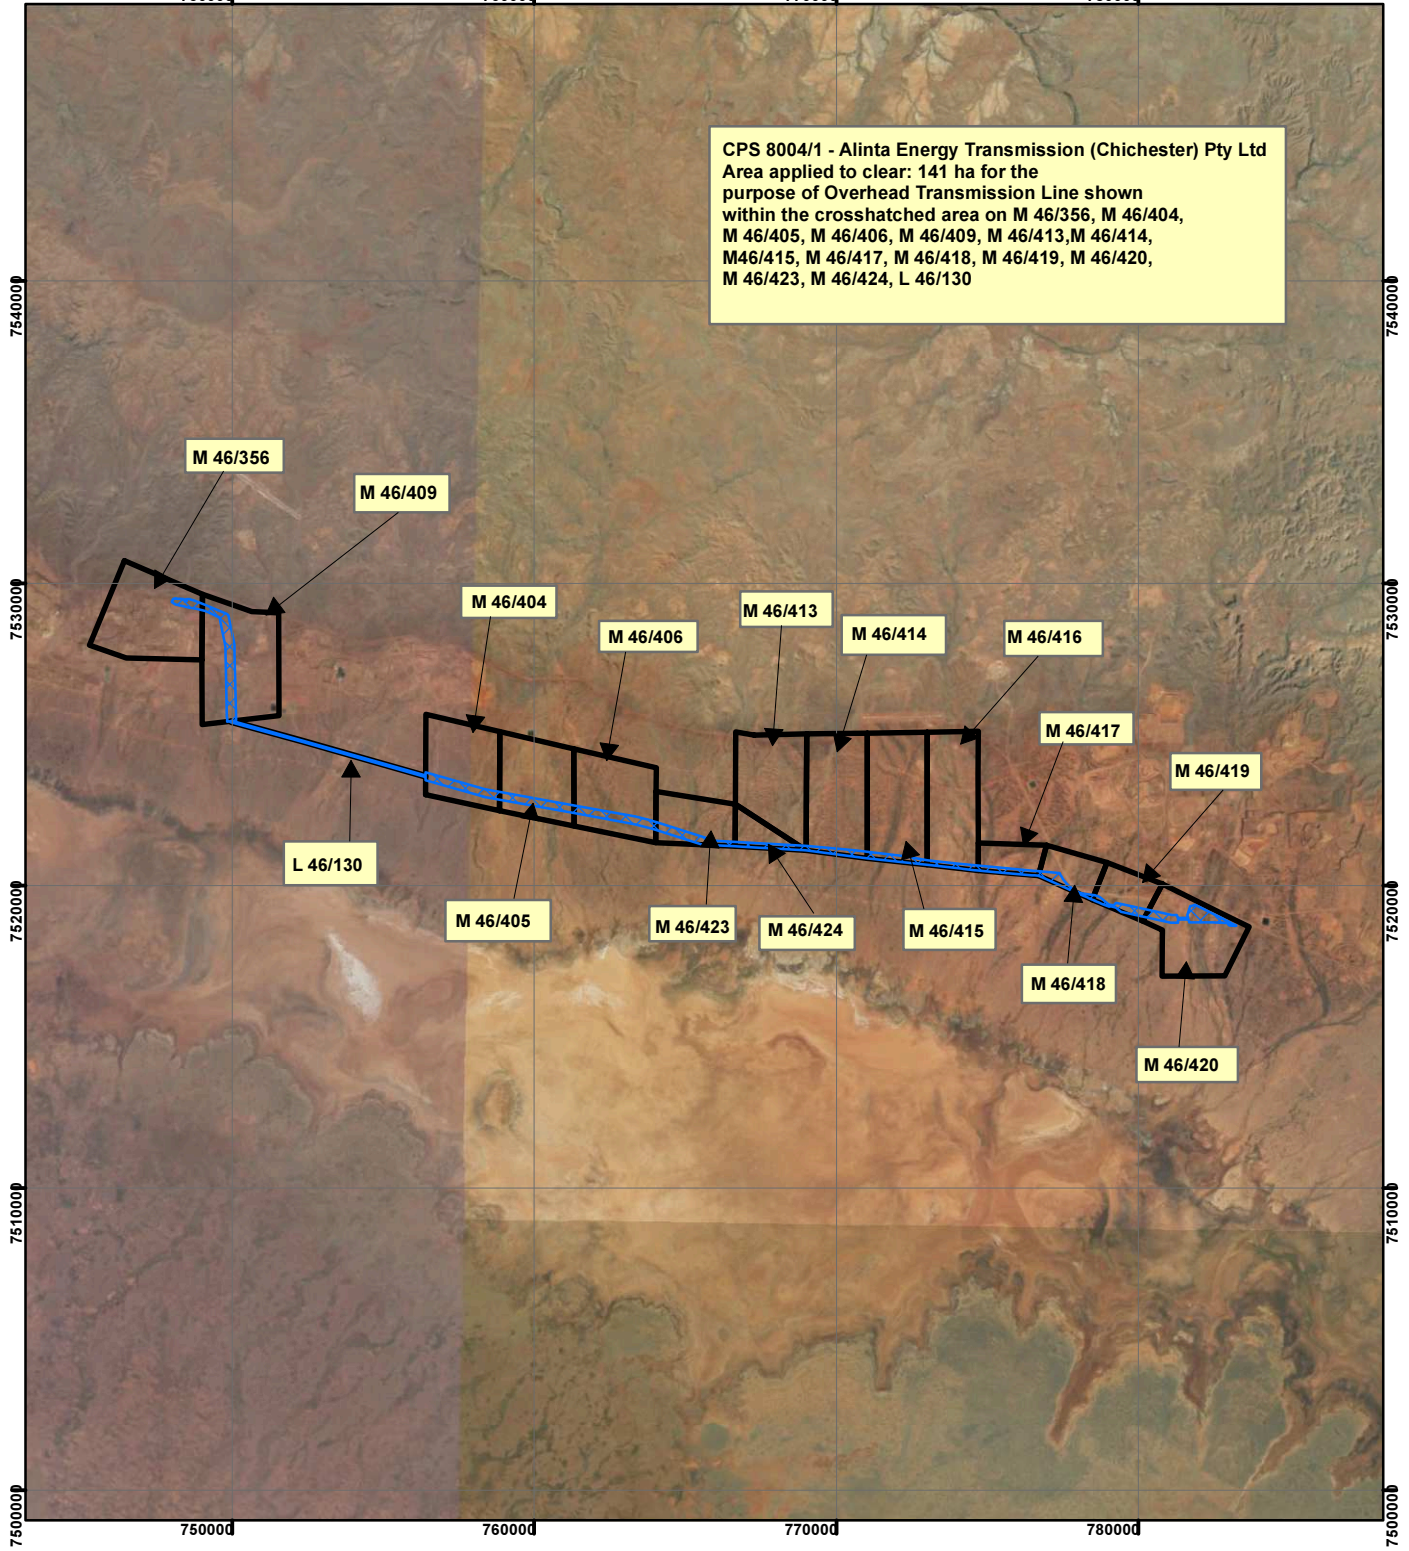 CPS 8004/1 - Alinta Energy Transmission (Chichester) Pty Ltd
Area applied to clear: 141 ha for the
purpose of Overhead Transmission Line shown
within the crosshatched area on M 46/356, M 46/404,
M 46/405, M 46/406, M 46/409, M 46/413,M 46/414,
M46/415, M 46/417, M 46/418, M 46/419, M 46/420,
M 46/423, M 46/424, L 46/130
7540000
7540000
M 46/356
M 46/409
7530000
7530000
M 46/404
M 46/406
M 46/413
M 46/414
M 46/416
M 46/417
M 46/419
L 46/130
M 46/405
M 46/423
M 46/424
M 46/415
M 46/418
M 46/420
7520000
7520000
7510000
7510000
7500000
7500000
750000
760000
770000
780000